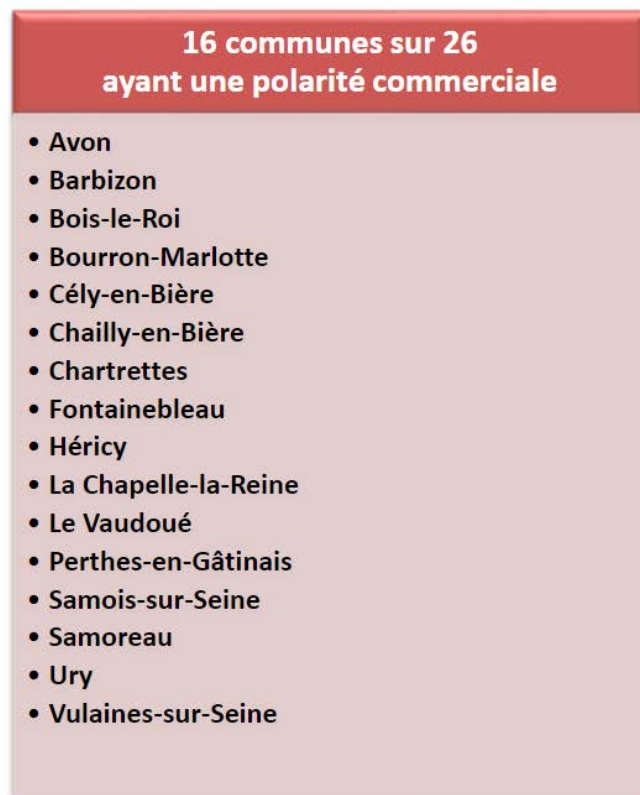 16 communes sur 26
ayant une polarité commerciale
• Avon
• Barbizon
• Bois-le-Roi
• Bourron-Marlotte
• Cély-en-Bière
• Chailly-en-Bière
• Chartrettes
• Fontainebleau
• Héricy
• La Chapelle-la-Reine
• Le Vaudoué
• Perthes-en-Gâtinais
• Samois-sur-Seine
• Samoreau
• Ury
• Vulaines-sur-Seine